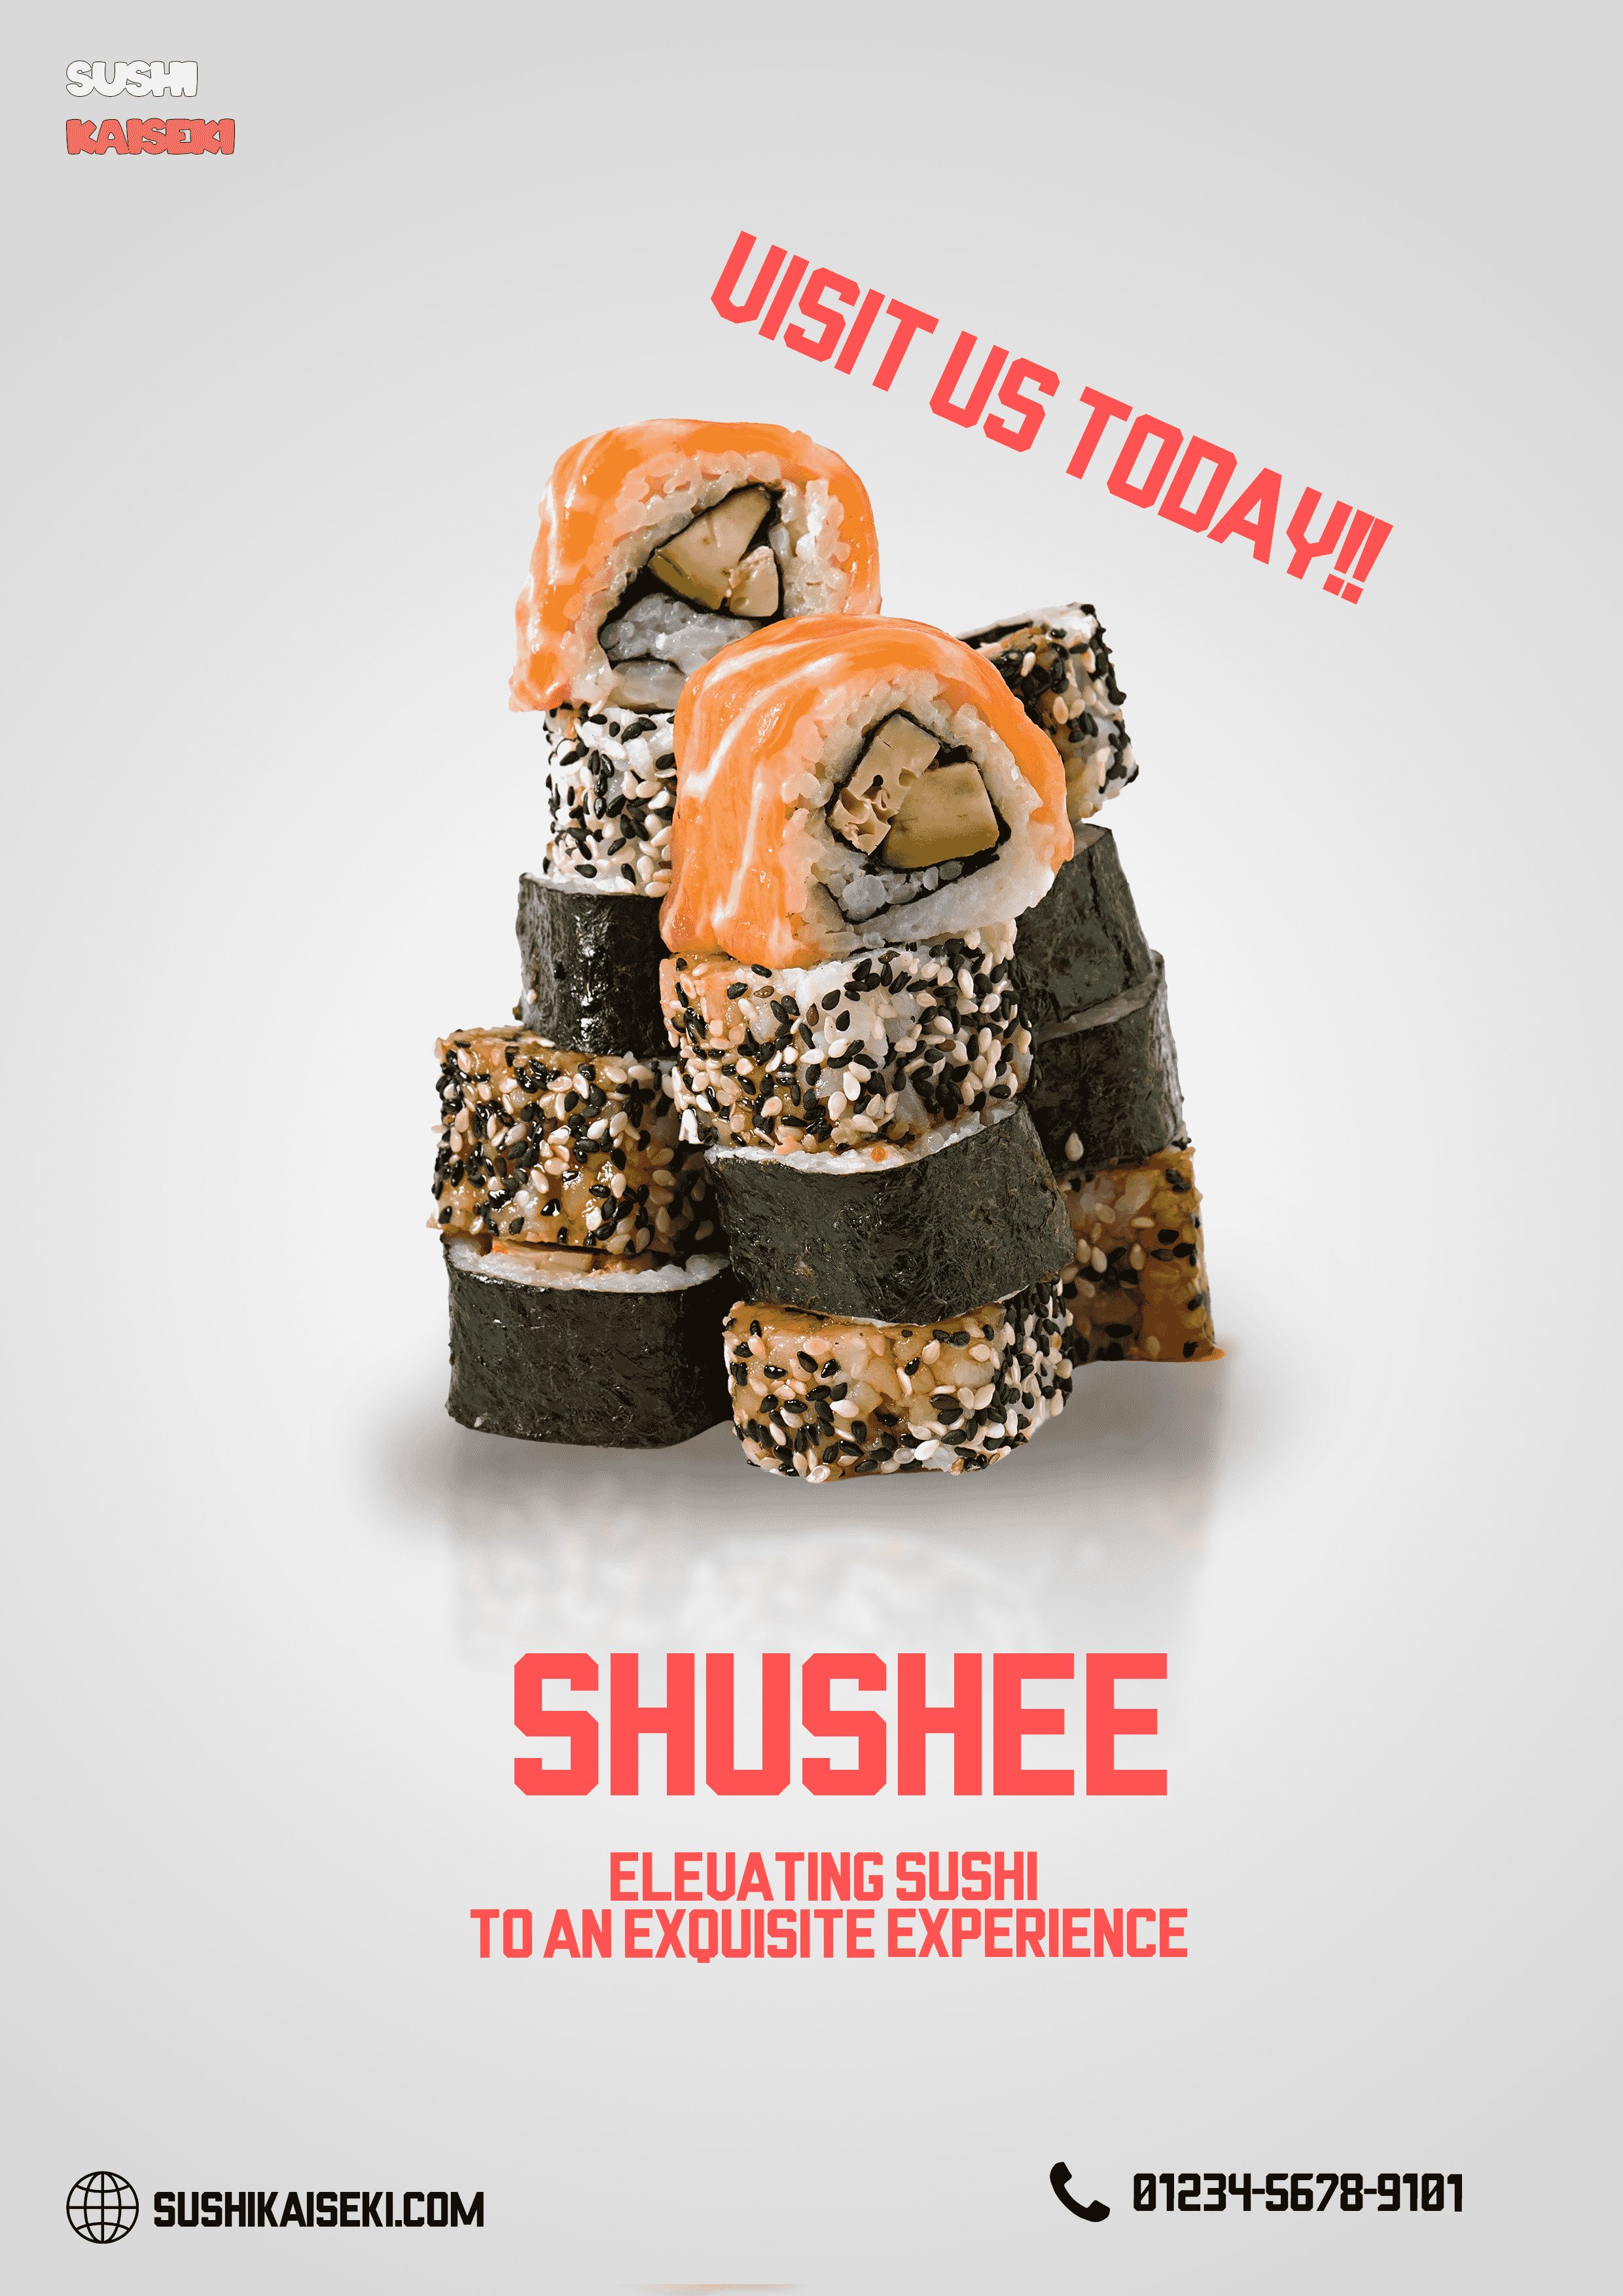 SUSHI
KAISEKI
VISIT US TODAY!!
SHUSHEE
ELEVATING SUSHI
TO AN EXQUISITE EXPERIENCE
SUSHIKAISEKI.COM
01234-5678-9101